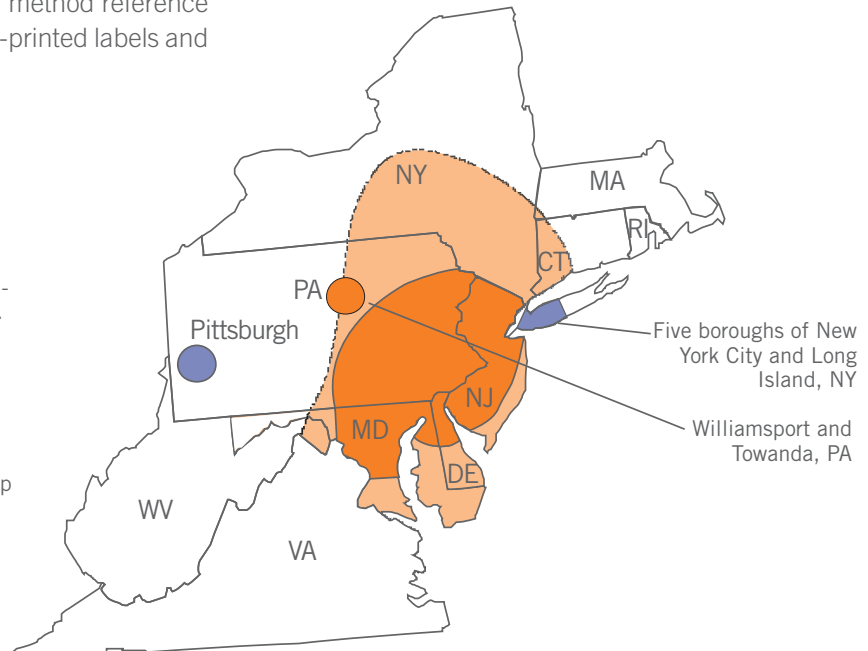 method reference
-printed labels and
NY
MA
RI
CT
PA
Pittsburgh
Five boroughs of New
York City and Long
Island, NY
NJ
MD
Williamsport and
Towanda, PA
DE
p
WV
VA